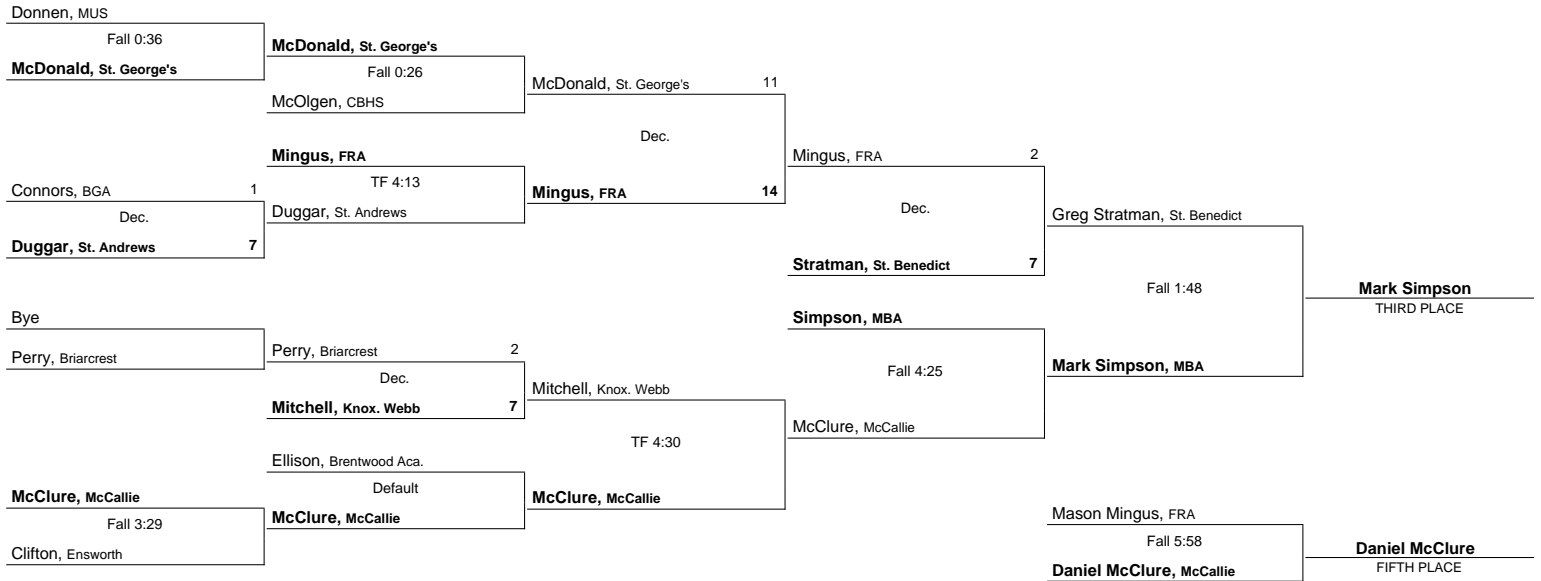 Donnen, MUS
Fall 0:36
McDonald, St. George's
McDonald, St. George's
Fall 0:26
McOlgen, CBHS
McDonald, St. George's 11
Dec.
Mingus, FRA 14
Mingus, FRA
TF 4:13
Duggar, St. Andrews
Connors, BGA 1
Dec.
Duggar, St. Andrews 7
Mingus, FRA 2
Dec.
Stratman, St. Benedict 7
Greg Stratman, St. Benedict
Fall 1:48
Mark Simpson, MBA
Mark Simpson
THIRD PLACE
Bye
Perry, Briarcrest
Perry, Briarcrest 2
Dec.
Mitchell, Knox. Webb 7
Mitchell, Knox. Webb
TF 4:30
McClure, McCallie
Simpson, MBA
Fall 4:25
McClure, McCallie
Ellison, Brentwood Aca.
Default
McClure, McCallie
McClure, McCallie
Fall 3:29
Clifton, Ensworth
Mason Mingus, FRA
Fall 5:58
Daniel McClure, McCallie
Daniel McClure
FIFTH PLACE